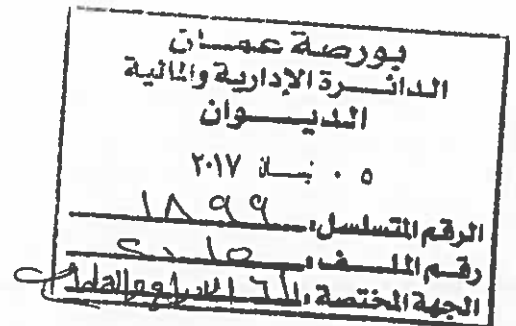 بورصة عمان
الدائرة الإدارية والمالية
الديوان
٠٥ نيسان ٢٠١٧
الرقم المتسلسل: ١٨٩٩
رقم الملف:
الجهة المختصة: